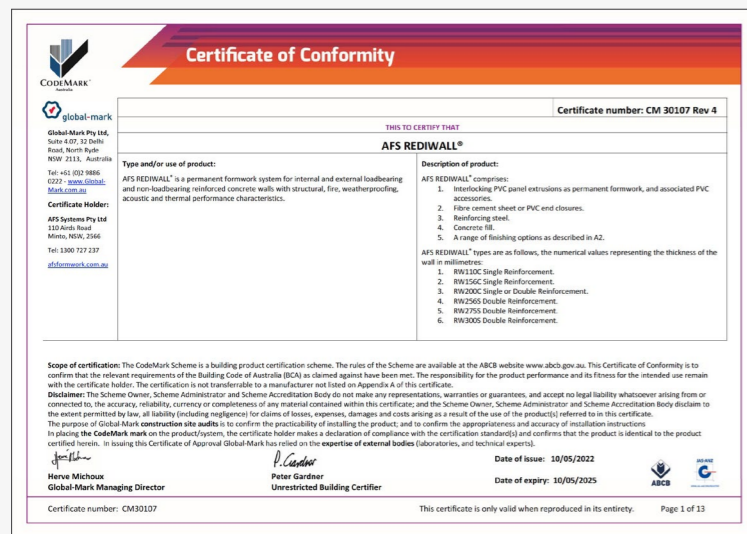 Certificate of Conformity
CODEMARK
Australia
global-mark
Global-Mark Pty Ltd,
Suite 4.07, 32 Delhi
Road, North Ryde
NSW 2113, Australia
Tel: +61 (0)2 9886
0222 - www.Global-
Mark.com.au
Certificate Holder:
AFS Systems Pty Ltd
110 Airds Road
Minto, NSW, 2566
Tel: 1300 727 237
afsformwork.com.au
Certificate number: CM 30107 Rev 4
THIS TO CERTIFY THAT
AFS REDIWALL®
Type and/or use of product:
AFS REDIWALL® is a permanent formwork system for internal and external loadbearing
and non-loadbearing reinforced concrete walls with structural, fire, weatherproofing,
acoustic and thermal performance characteristics.
Description of product:
AFS REDIWALL® comprises:
1. Interlocking PVC panel extrusions as permanent formwork, and associated PVC
accessories.
2. Fibre cement sheet or PVC end closures.
3. Reinforcing steel.
4. Concrete fill.
5. A range of finishing options as described in A2.
AFS REDIWALL® types are as follows, the numerical values representing the thickness of the
wall in millimetres:
1. RW110C Single Reinforcement.
2. RW156C Single Reinforcement.
3. RW200C Single or Double Reinforcement.
4. RW256S Double Reinforcement.
5. RW275S Double Reinforcement.
6. RW300S Double Reinforcement.
Scope of certification: The CodeMark Scheme is a building product certification scheme. The rules of the Scheme are available at the ABCB website www.abcb.gov.au. This Certificate of Conformity is to
confirm that the relevant requirements of the Building Code of Australia (BCA) as claimed against have been met. The responsibility for the product performance and its fitness for the intended use remain
with the certificate holder. The certification is not transferrable to a manufacturer not listed on Appendix A of this certificate.
Disclaimer: The Scheme Owner, Scheme Administrator and Scheme Accreditation Body do not make any representations, warranties or guarantees, and accept no legal liability whatsoever arising from or
connected to, the accuracy, reliability, currency or completeness of any material contained within this certificate; and the Scheme Owner, Scheme Administrator and Scheme Accreditation Body disclaim to
the extent permitted by law, all liability (including negligence) for claims of losses, expenses, damages and costs arising as a result of the use of the product(s) referred to in this certificate.
The purpose of Global-Mark construction site audits is to confirm the practicability of installing the product; and to confirm the appropriateness and accuracy of installation instructions
In placing the CodeMark mark on the product/system, the certificate holder makes a declaration of compliance with the certification standard(s) and confirms that the product is identical to the product
certified herein. In issuing this Certificate of Approval Global-Mark has relied on the expertise of external bodies (laboratories, and technical experts).
P. Gardner
Herve Michoux
Global-Mark Managing Director
Peter Gardner
Unrestricted Building Certifier
Date of issue: 10/05/2022
Date of expiry: 10/05/2025
ABCB
JAS-ANZ
Certificate number: CM30107
This certificate is only valid when reproduced in its entirety.
Page 1 of 13